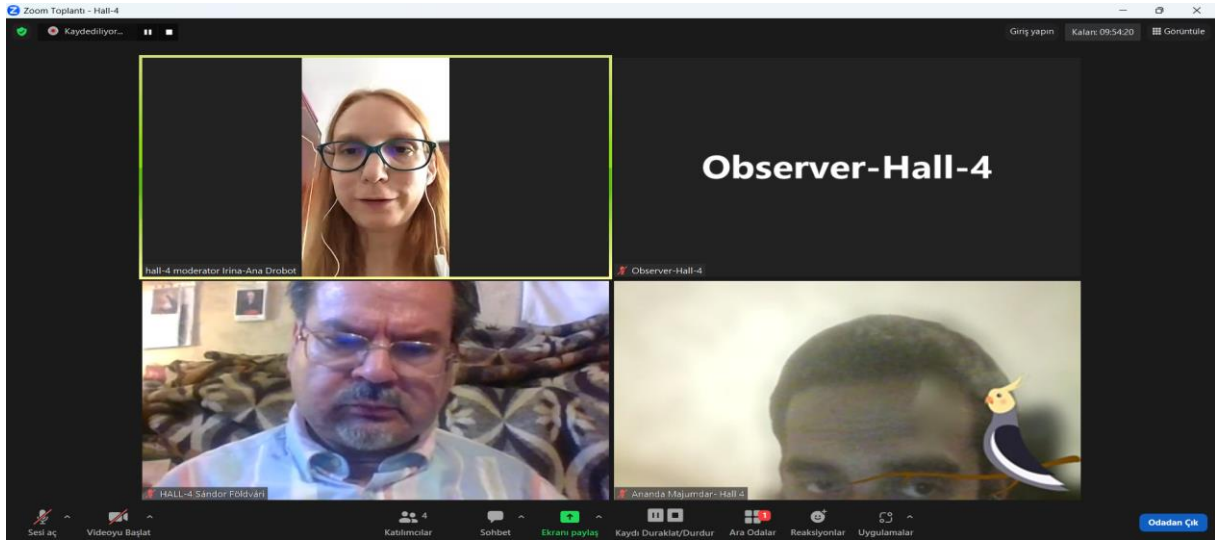 Zoom Toplantı - Hall-4
Kaydediliyor...
Giriş yapın
Kalan: 09:54:20
Görüntüle
hall-4 moderator Irina-Ana Drobot
Observer-Hall-4
Observer-Hall-4
HALL-4 Sándor Földvári
Ananda Majumdar- Hall 4
Sesi aç
Videoyu Başlat
4
Katılımcılar
Sohbet
Ekranı paylaş
Kaydı Duraklat/Durdur
1
Ara Odalar
Reaksiyonlar
Uygulamalar
Odadan Çık